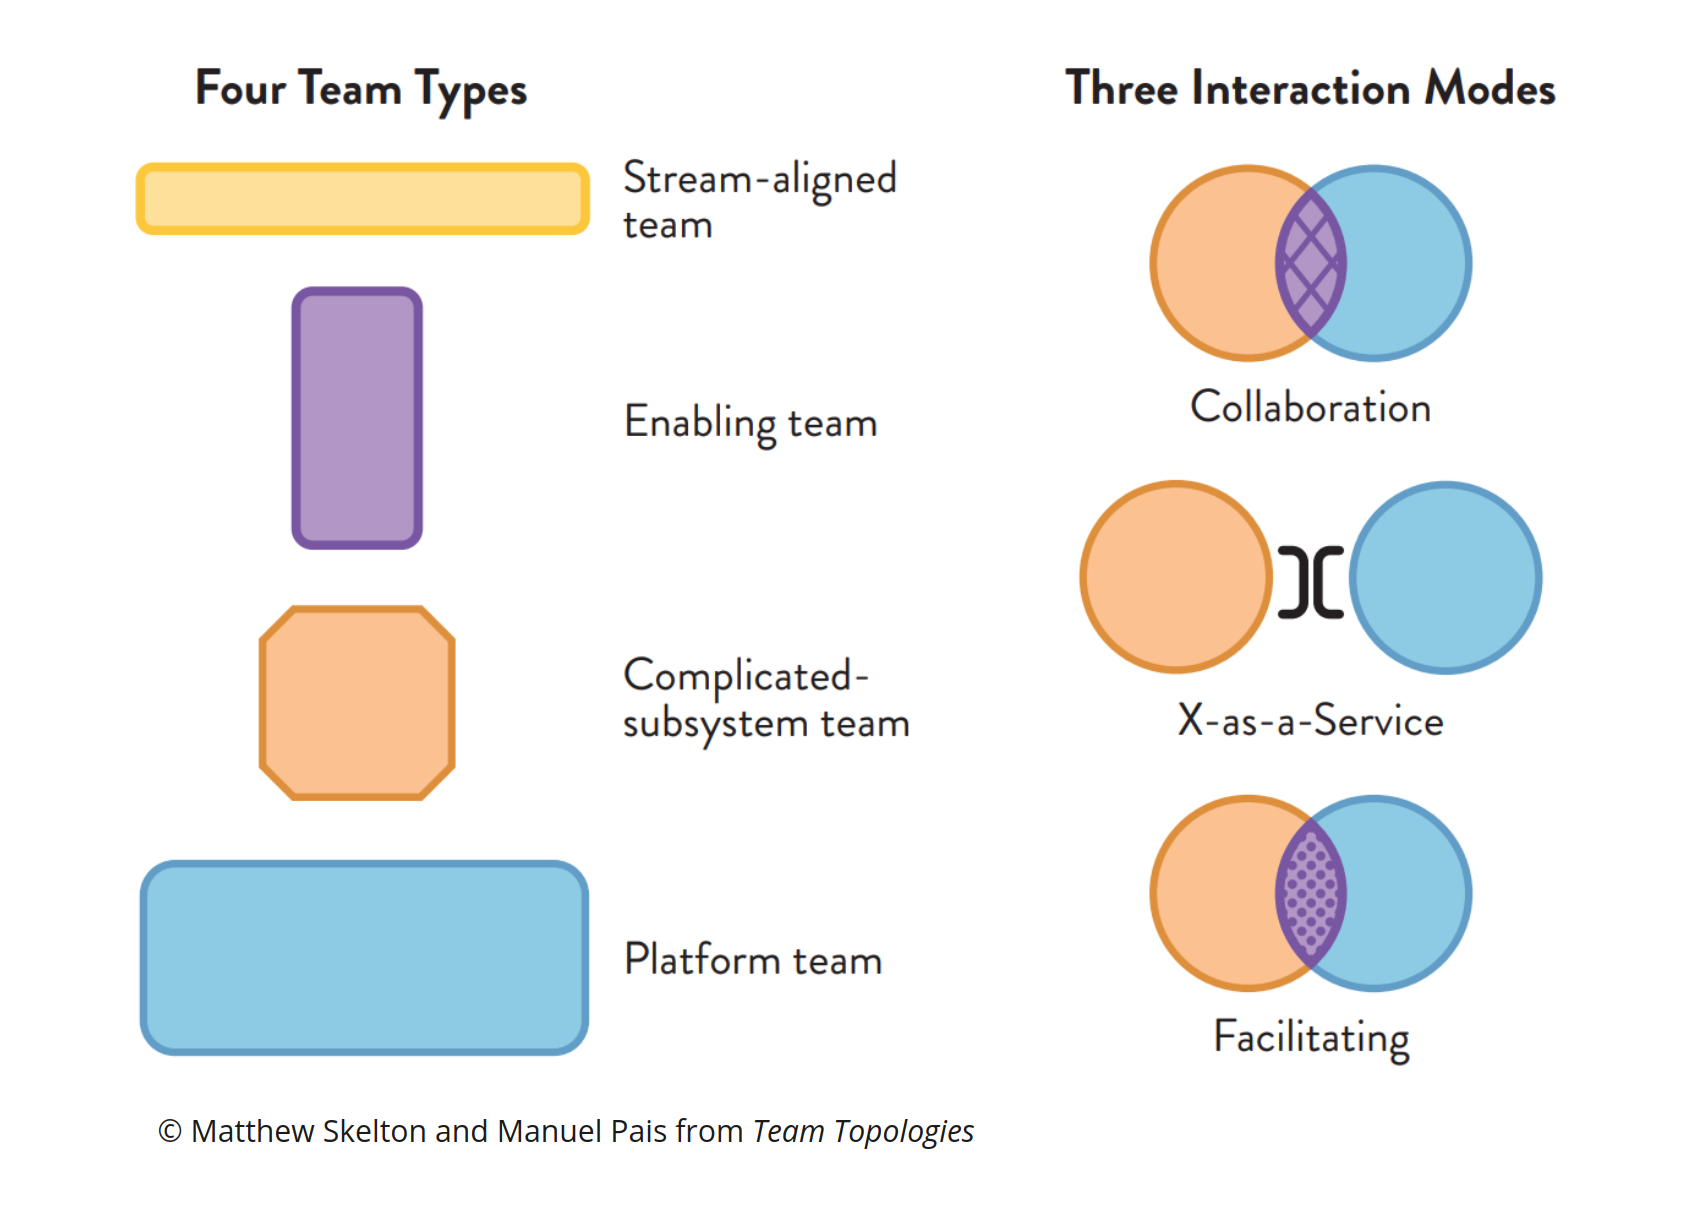 Four Team Types
Stream-aligned
team
Enabling team
Complicated-
subsystem team
Platform team
Three Interaction Modes
Collaboration
X-as-a-Service
Facilitating
© Matthew Skelton and Manuel Pais from Team Topologies